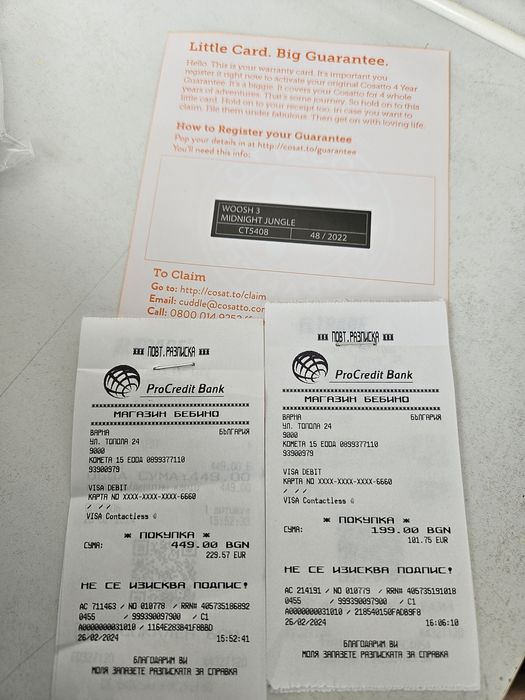 Little Card. Big Guarantee.
Hello. This is your warranty card. It's important you
register it right now to activate your original Cosatto 4 Year
Guarantee. It's a biggie. It covers your Cosatto for 4 whole
years of adventures. That's some journey. So hold on to this
little card. Hold on to your receipt too. In case you want to
claim. File them under fabulous. Then get on with loving life.
How to Register your Guarantee
Pop your details in at http://cosat.to/guarantee
You'll need this info:
WOOSH 3
MIDNIGHT JUNGLE
CT5408 48 / 2022
To Claim
Go to: http://cosat.to/claim
Email: cuddle@cosatto.com
Call: 0800 014 925
*** ПОВТ.РАЗПИСКА ***
ProCredit Bank
МАГАЗИН БЕБИНО
ВАРНА БЪЛГАРИЯ
УЛ. ТОПОЛА 24
9000
КОМЕТА 15 ЕООД 0899377110
93900979
VISA DEBIT
КАРТА NO XXXX-XXXX-XXXX-6660
/ / /
VISA Contactless
* ПОКУПКА *
СУМА: 449.00 BGN
229.57 EUR
НЕ СЕ ИЗИСКВА ПОДПИС!
AC 711463 / NO 010778 / RRN# 405735186892
0455 / 999390097900 / C1
A0000000031010 / 1164E283B41F8BBD
26/02/2024 15:52:41
БЛАГОДАРИМ ВИ
МОЛЯ ЗАПАЗЕТЕ РАЗПИСКАТА ЗА СПРАВКА
*** ПОВТ.РАЗПИСКА ***
ProCredit Bank
МАГАЗИН БЕБИНО
ВАРНА БЪЛГАРИЯ
УЛ. ТОПОЛА 24
9000
КОМЕТА 15 ЕООД 0899377110
93900979
VISA DEBIT
КАРТА NO XXXX-XXXX-XXXX-6660
/ / /
VISA Contactless
* ПОКУПКА *
СУМА: 199.00 BGN
101.75 EUR
НЕ СЕ ИЗИСКВА ПОДПИС!
AC 214191 / NO 010779 / RRN# 405735191018
0455 / 999390097900 / C1
A0000000031010 / 218540150FAD89F8
26/02/2024 16:06:10
БЛАГОДАРИМ ВИ
МОЛЯ ЗАПАЗЕТЕ РАЗПИСКАТА ЗА СПРАВКА